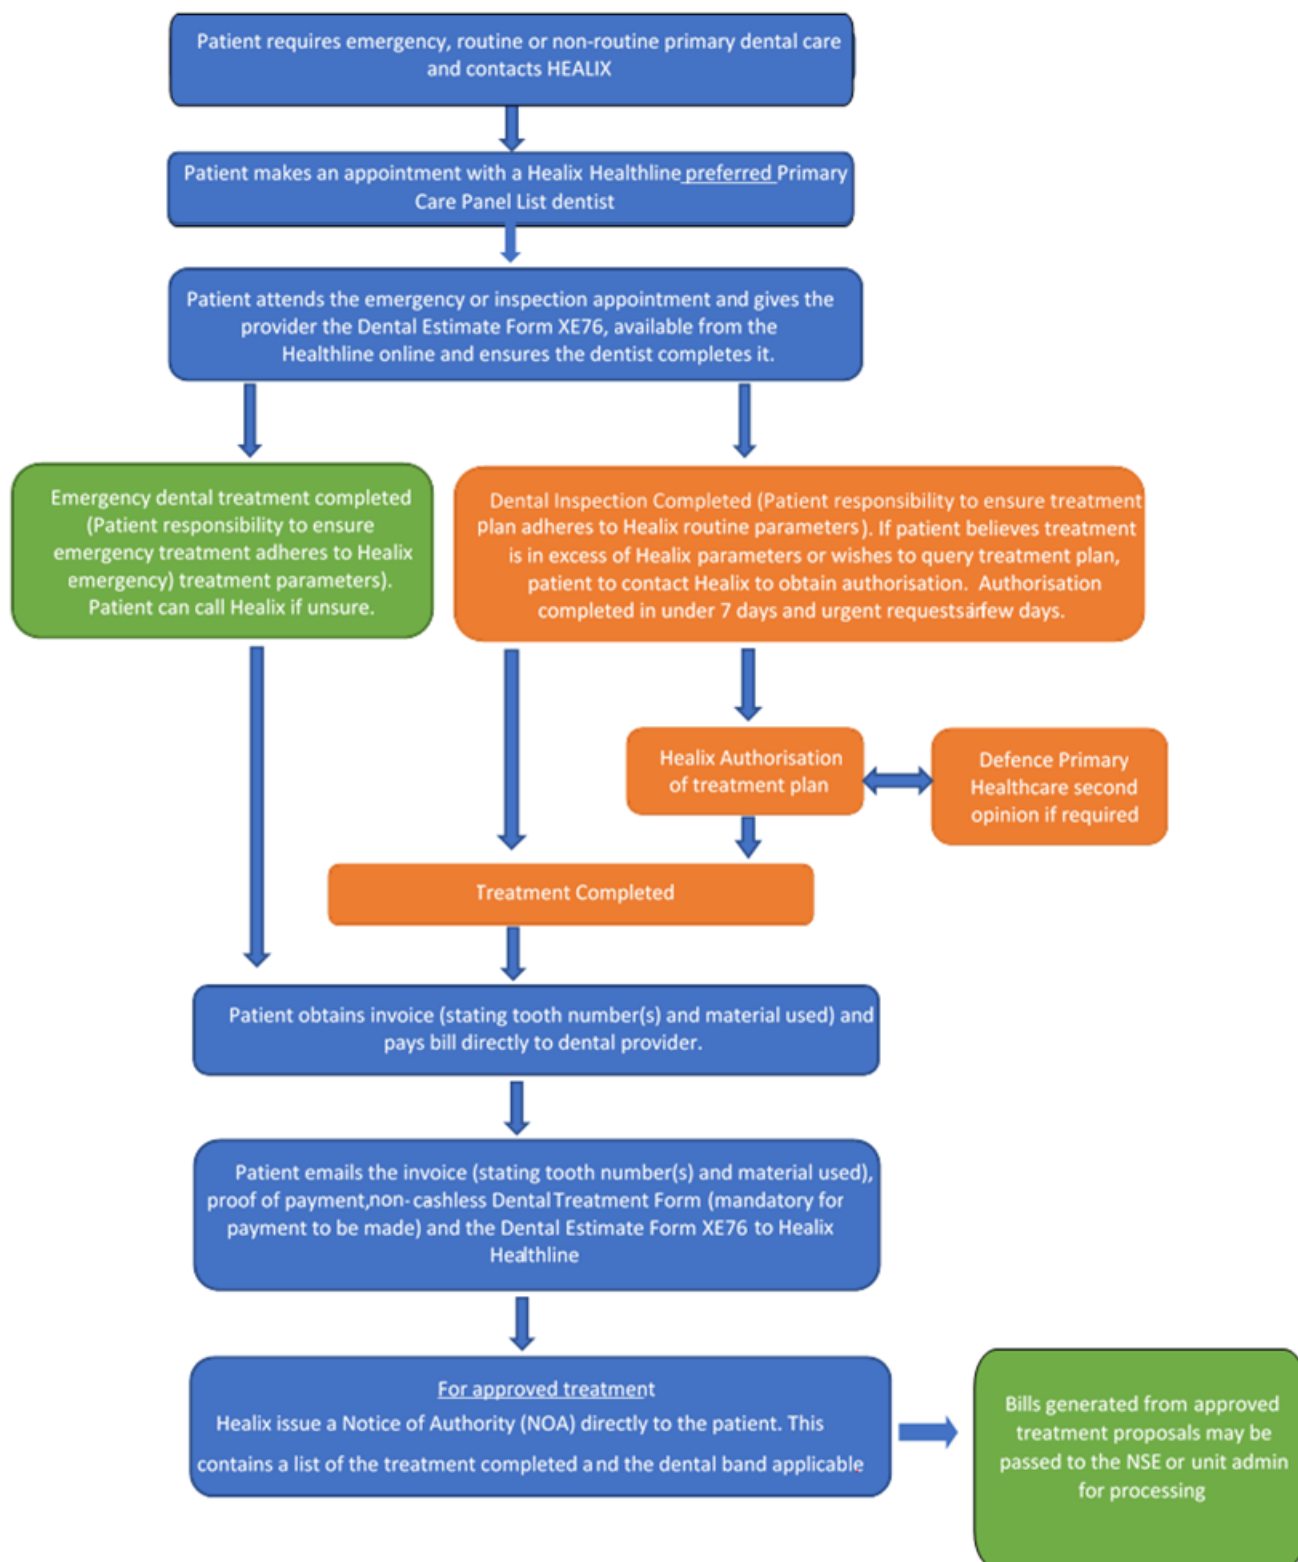 Patient requires emergency, routine or non-routine primary dental care
and contacts HEALIX
Patient makes an appointment with a Healix Healthline preferred Primary
Care Panel List dentist
Patient attends the emergency or inspection appointment and gives the
provider the Dental Estimate Form XE76, available from the
Healthline online and ensures the dentist completes it.
Emergency dental treatment completed
(Patient responsibility to ensure
emergency treatment adheres to Healix
emergency) treatment parameters).
Patient can call Healix if unsure.
Dental Inspection Completed (Patient responsibility to ensure treatment
plan adheres to Healix routine parameters). If patient believes treatment
is in excess of Healix parameters or wishes to query treatment plan,
patient to contact Healix to obtain authorisation. Authorisation
completed in under 7 days and urgent requests in few days.
Healix Authorisation
of treatment plan
Defence Primary
Healthcare second
opinion if required
Treatment Completed
Patient obtains invoice (stating tooth number(s) and material used) and
pays bill directly to dental provider.
Patient emails the invoice (stating tooth number(s) and material used),
proof of payment,non-cashless Dental Treatment Form (mandatory for
payment to be made) and the Dental Estimate Form XE76 to Healix
Healthline
For approved treatment
Healix issue a Notice of Authority (NOA) directly to the patient. This
contains a list of the treatment completed and the dental band applicable.
Bills generated from approved
treatment proposals may be
passed to the NSE or unit admin
for processing